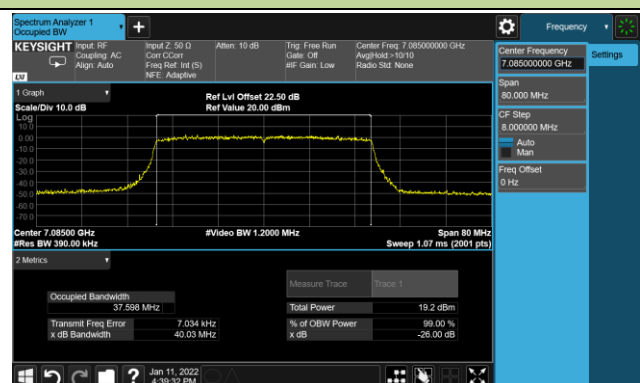 Spectrum Analyzer 1
Occupied BW
Frequency
KEYSIGHT
Input: RF
Coupling: AC
Align: Auto
Input Z: 50 Ω
Corr CCorr
Freq Ref: Int (S)
NFE: Adaptive
Atten: 10 dB
Trig: Free Run
Gate: Off
#IF Gain: Low
Center Freq: 7.085000000 GHz
Avg|Hold:>10/10
Radio Std: None
Center Frequency
7.085000000 GHz
Settings
Span
80.000 MHz
CF Step
8.000000 MHz
Auto
Man
Freq Offset
0 Hz
1 Graph
Scale/Div 10.0 dB
Ref Lvl Offset 22.50 dB
Ref Value 20.00 dBm
Log
10.0
0.00
-10.0
-20.0
-30.0
-40.0
-50.0
-60.0
-70.0
Center 7.08500 GHz
#Video BW 1.2000 MHz
Span 80 MHz
#Res BW 390.00 kHz
Sweep 1.07 ms (2001 pts)
2 Metrics
Measure Trace
Trace 1
Occupied Bandwidth
37.598 MHz
Total Power
19.2 dBm
Transmit Freq Error
7.034 kHz
% of OBW Power
99.00 %
x dB Bandwidth
40.03 MHz
x dB
-26.00 dB
Jan 11, 2022
4:39:32 PM